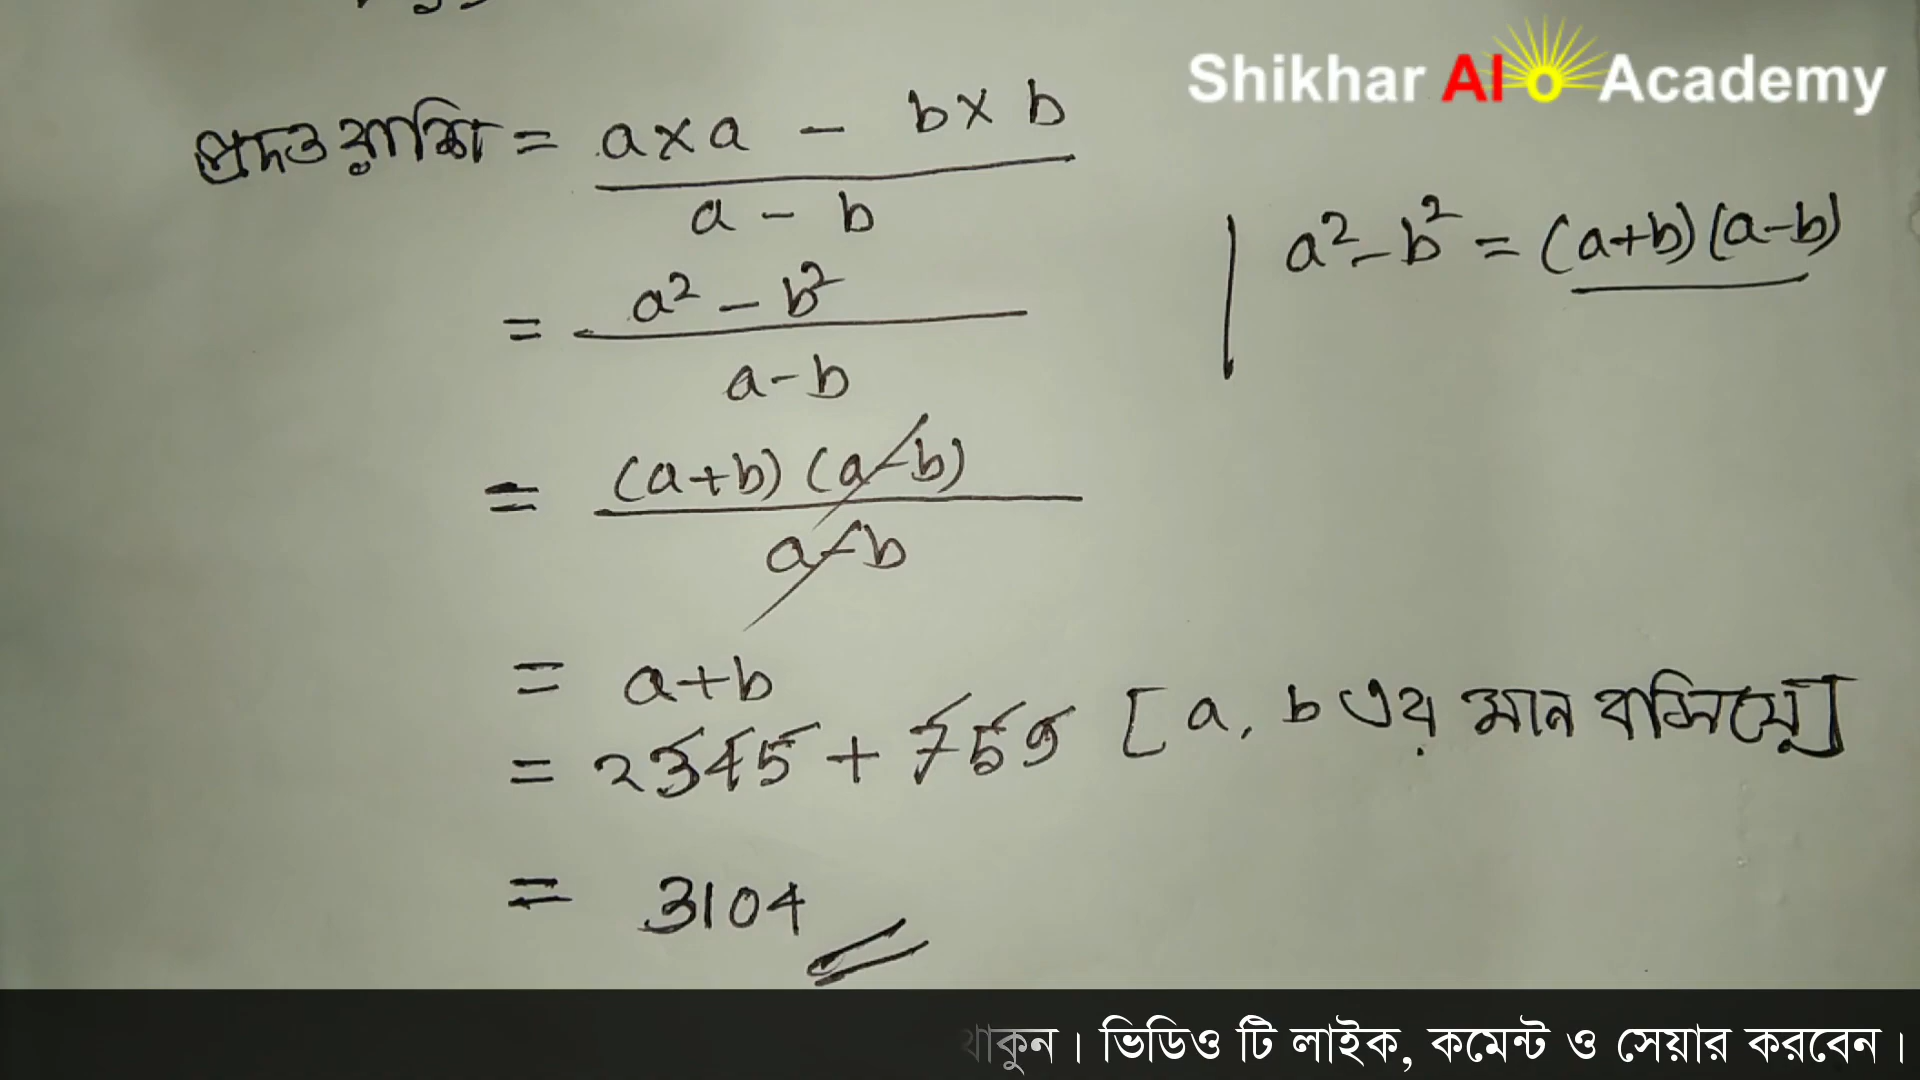 Shikhar Alo Academy
প্রদত্ত রাশি = a×a - b×b / a - b
a² - b² = (a+b)(a-b)
= a² - b² / a-b
= (a+b)(a-b) / a-b
= a+b
= 2345 + 759 [a, b এর মান বসিয়ে]
= 3104
থাকুন। ভিডিও টি লাইক, কমেন্ট ও সেয়ার করবেন।